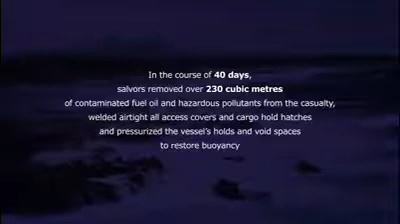 In the course of 40 days,
salvors removed over 230 cubic metres
of contaminated fuel oil and hazardous pollutants from the casualty,
welded airtight all access covers and cargo hold hatches
and pressurized the vessel's holds and void spaces
to restore buoyancy